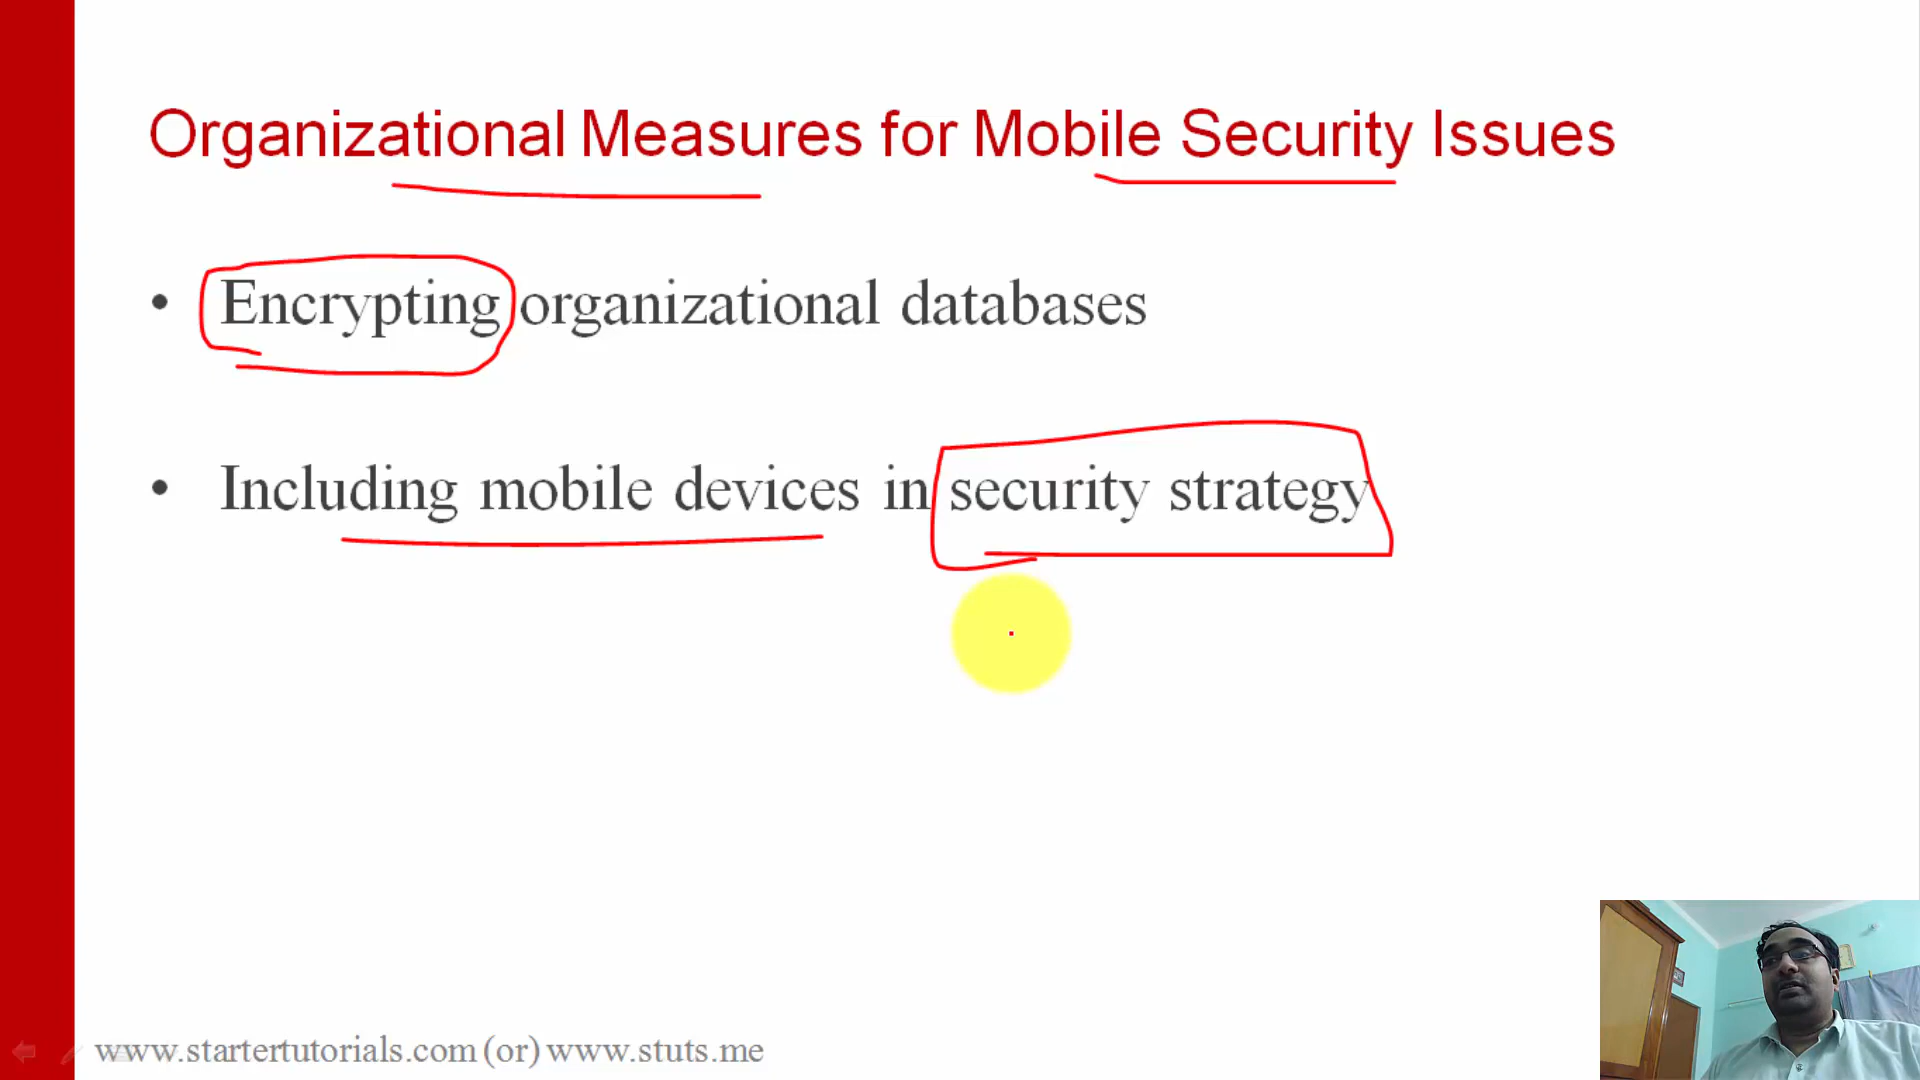 Organizational Measures for Mobile Security Issues
• Encrypting organizational databases
• Including mobile devices in security strategy
www.startertutorials.com (or) www.stuts.me